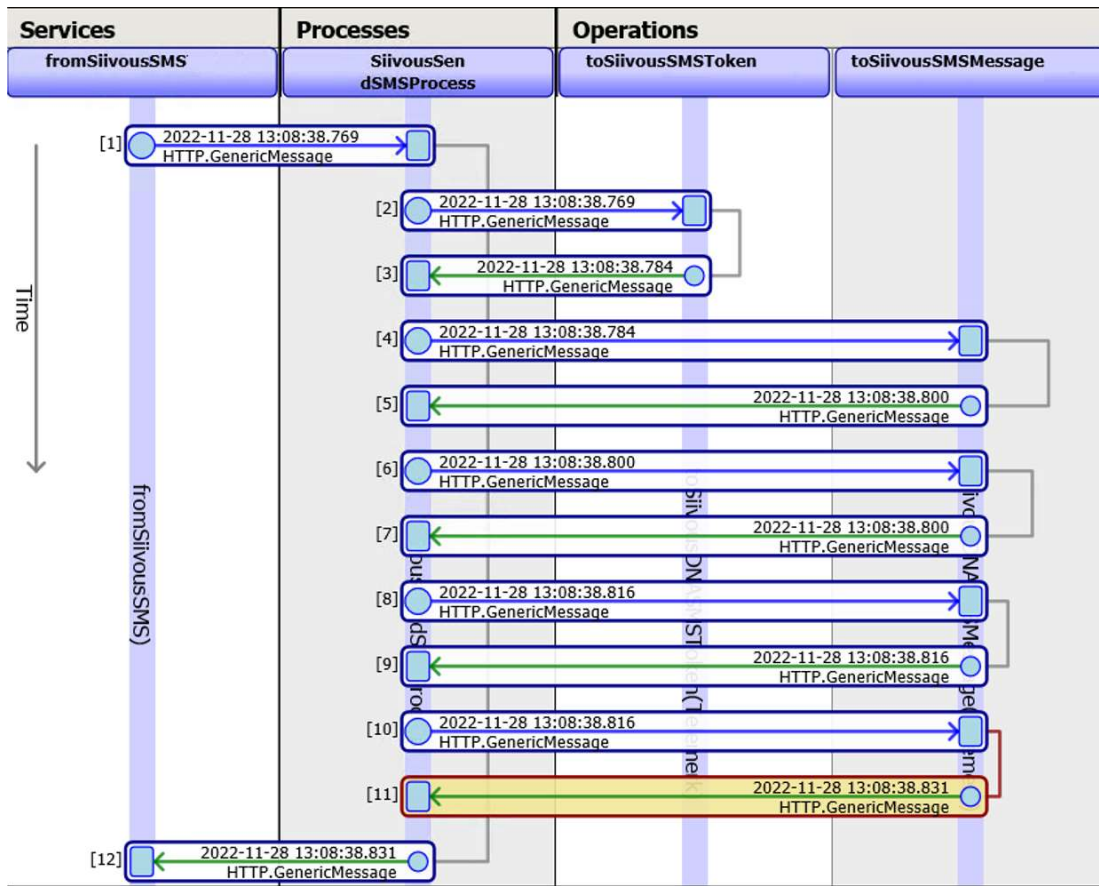 Services Processes Operations
fromSiivousSMS SiivousSen toSiivousSMSToken toSiivousSMSMessage
dSMSProcess
[1] 2022-11-28 13:08:38.769
HTTP.GenericMessage
[2] 2022-11-28 13:08:38.769
HTTP.GenericMessage
[3] 2022-11-28 13:08:38.784
HTTP.GenericMessage
Time
[4] 2022-11-28 13:08:38.784
HTTP.GenericMessage
[5] 2022-11-28 13:08:38.800
HTTP.GenericMessage
[6] 2022-11-28 13:08:38.800
HTTP.GenericMessage
fromSiivousSMS)
[7] 2022-11-28 13:08:38.800
HTTP.GenericMessage
[8] 2022-11-28 13:08:38.816
HTTP.GenericMessage
[9] 2022-11-28 13:08:38.816
HTTP.GenericMessage
[10] 2022-11-28 13:08:38.816
HTTP.GenericMessage
[11] 2022-11-28 13:08:38.831
HTTP.GenericMessage
[12] 2022-11-28 13:08:38.831
HTTP.GenericMessage